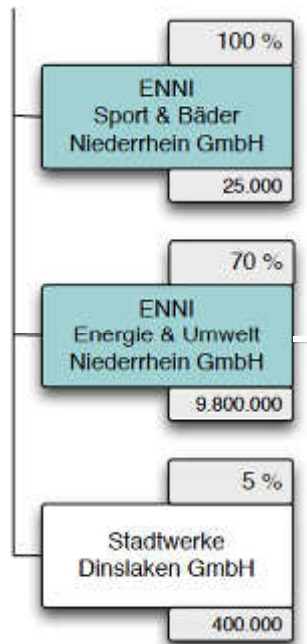 100 %
ENNI
Sport & Bäder
Niederrhein GmbH
25.000
70 %
ENNI
Energie & Umwelt
Niederrhein GmbH
9.800.000
5 %
Stadtwerke
Dinslaken GmbH
400.000